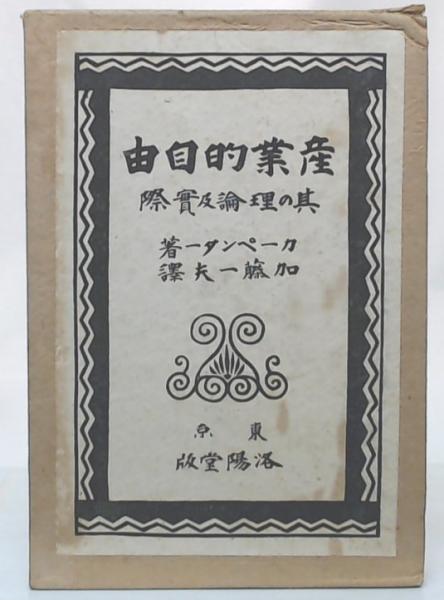 産業的自由
其の理論及實際
カーペンター著
加藤一夫譯
東京
洛陽堂版